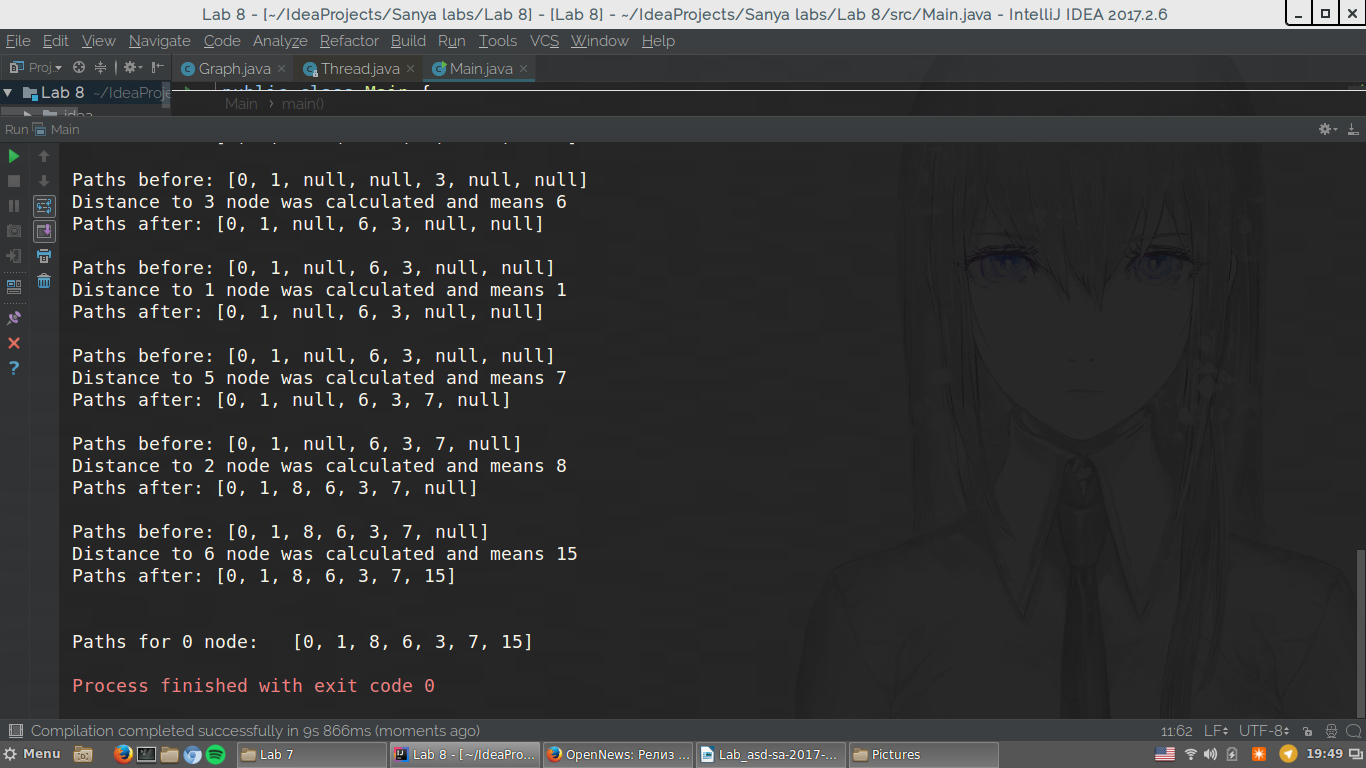 Lab 8 - [~/IdeaProjects/Sanya labs/Lab 8] - [Lab 8] - ~/IdeaProjects/Sanya labs/Lab 8/src/Main.java - IntelliJ IDEA 2017.2.6
File Edit View Navigate Code Analyze Refactor Build Run Tools VCS Window Help
Proj. Graph.java Thread.java Main.java
Lab 8 ~/IdeaProje public class Main {
Main › main()
.idea
Run Main
Paths before: [0, 1, null, null, 3, null, null]
Distance to 3 node was calculated and means 6
Paths after: [0, 1, null, 6, 3, null, null]
Paths before: [0, 1, null, 6, 3, null, null]
Distance to 1 node was calculated and means 1
Paths after: [0, 1, null, 6, 3, null, null]
Paths before: [0, 1, null, 6, 3, null, null]
Distance to 5 node was calculated and means 7
Paths after: [0, 1, null, 6, 3, 7, null]
Paths before: [0, 1, null, 6, 3, 7, null]
Distance to 2 node was calculated and means 8
Paths after: [0, 1, 8, 6, 3, 7, null]
Paths before: [0, 1, 8, 6, 3, 7, null]
Distance to 6 node was calculated and means 15
Paths after: [0, 1, 8, 6, 3, 7, 15]
Paths for 0 node: [0, 1, 8, 6, 3, 7, 15]
Process finished with exit code 0
Compilation completed successfully in 9s 866ms (moments ago) 11:62 LF UTF-8
Menu Lab 7 Lab 8 - [~/IdeaPro... OpenNews: Релиз ... Lab_asd-sa-2017-... Pictures 19:49